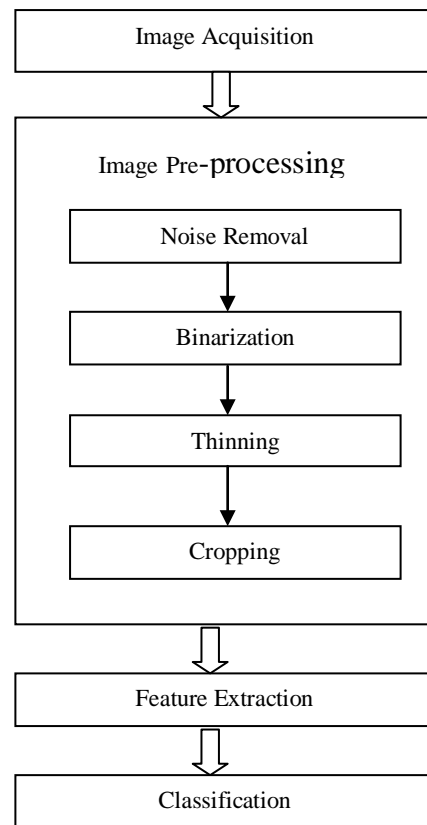 Image Acquisition
Image Pre-processing
Noise Removal
Binarization
Thinning
Cropping
Feature Extraction
Classification